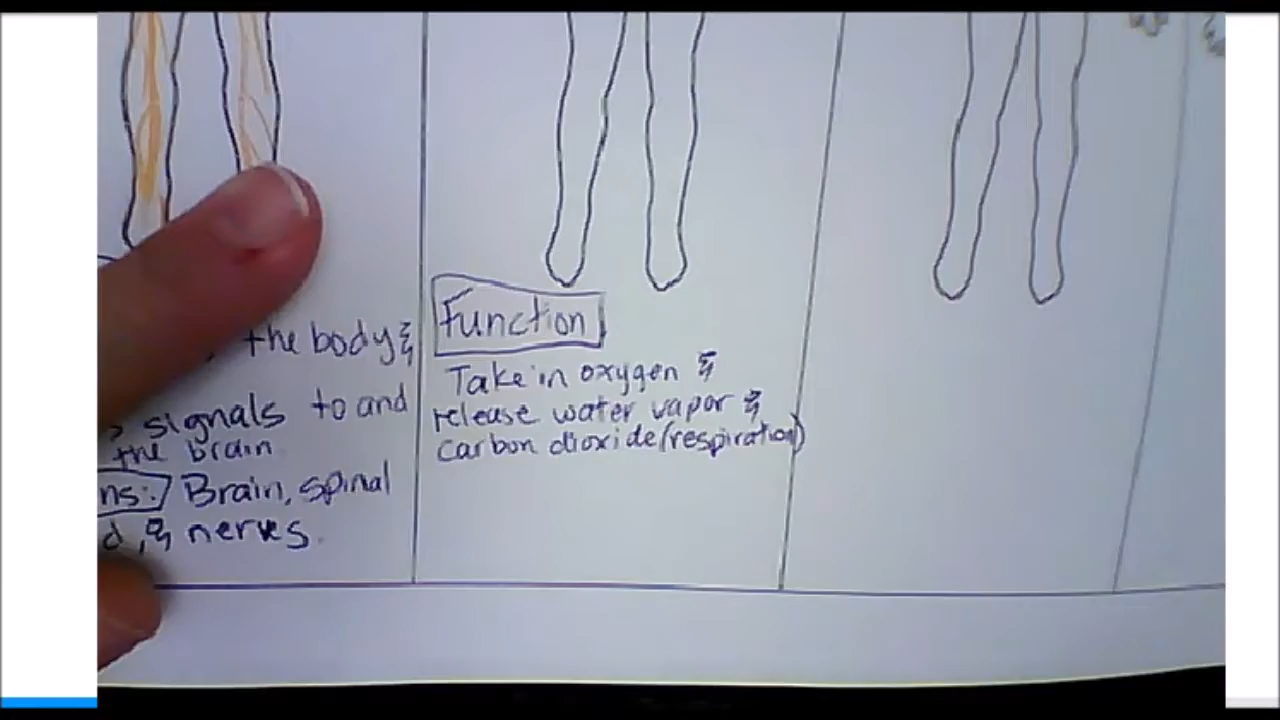 the body &
signals to and
the brain
ns: Brain, spinal
d, & nerves.
Function
Take in oxygen &
release water vapor &
carbon dioxide (respiration)